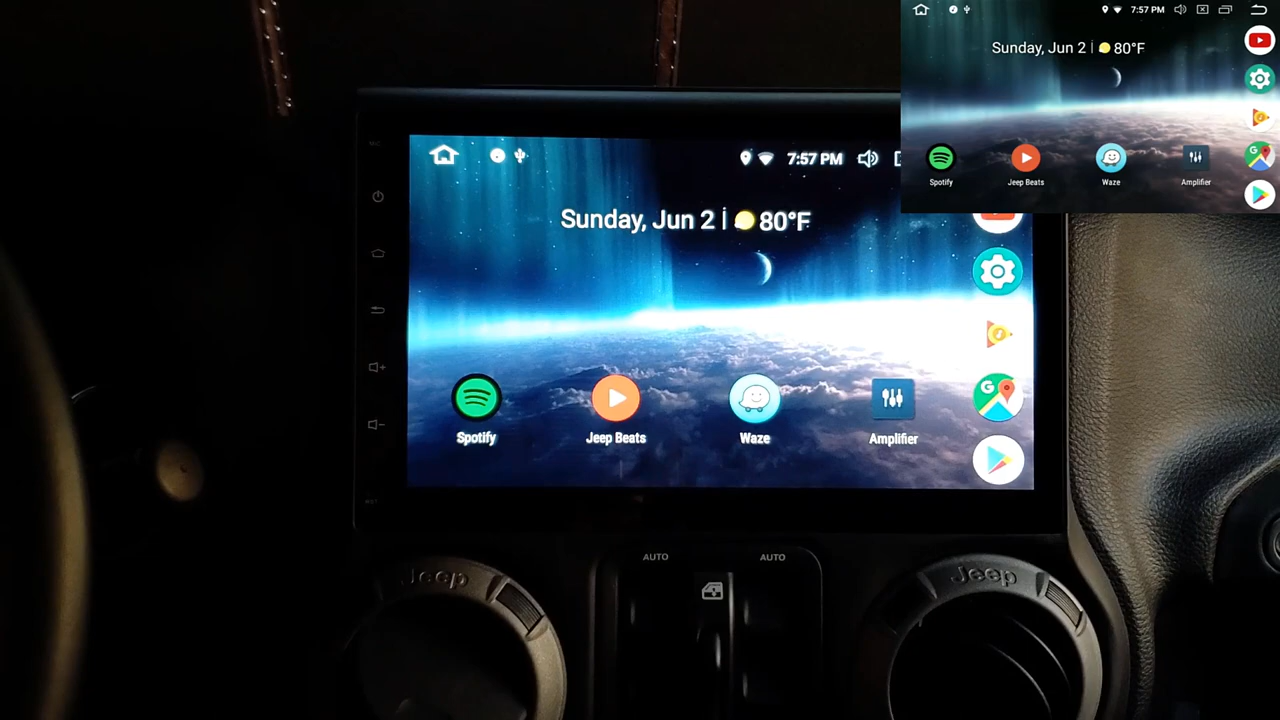 7:57 PM
Sunday, Jun 2 | 80°F
Spotify
Jeep Beats
Waze
Amplifier
G
MIC
7:57 PM
Sunday, Jun 2 | 80°F
Spotify
Jeep Beats
Waze
Amplifier
G
AUTO
AUTO
Jeep
Jeep